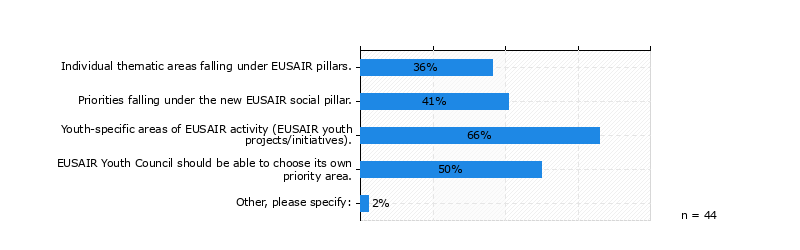 Individual thematic areas falling under EUSAIR pillars.
36%
Priorities falling under the new EUSAIR social pillar.
41%
Youth-specific areas of EUSAIR activity (EUSAIR youth
projects/initiatives).
66%
EUSAIR Youth Council should be able to choose its own
priority area.
50%
Other, please specify:
2%
n = 44